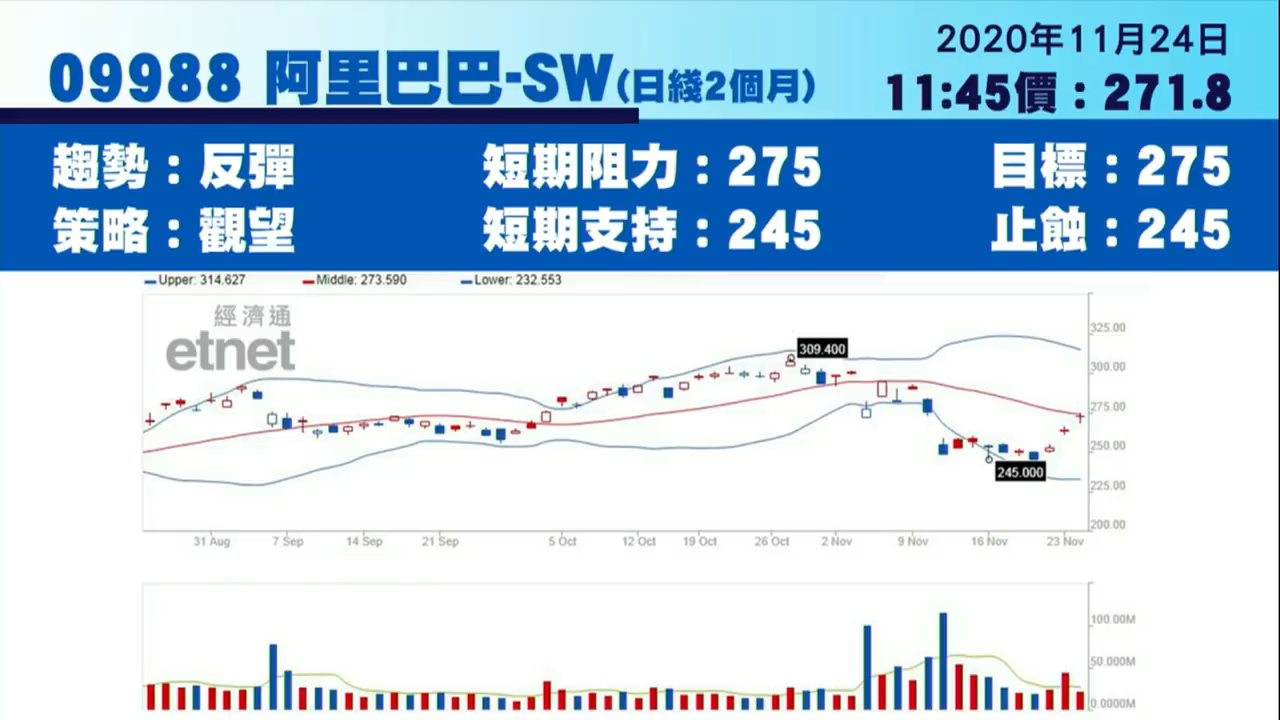 09988 阿里巴巴-SW(日綫2個月)
2020年11月24日
11:45價：271.8
趨勢：反彈
短期阻力：275
目標：275
策略：觀望
短期支持：245
止蝕：245
Upper: 314.627
Middle: 273.590
Lower: 232.553
經濟通
etnet
309.400
245.000
325.00
300.00
275.00
250.00
225.00
200.00
31 Aug
7 Sep
14 Sep
21 Sep
5 Oct
12 Oct
19 Oct
26 Oct
2 Nov
9 Nov
16 Nov
23 Nov
100.00M
50.000M
0.0000M